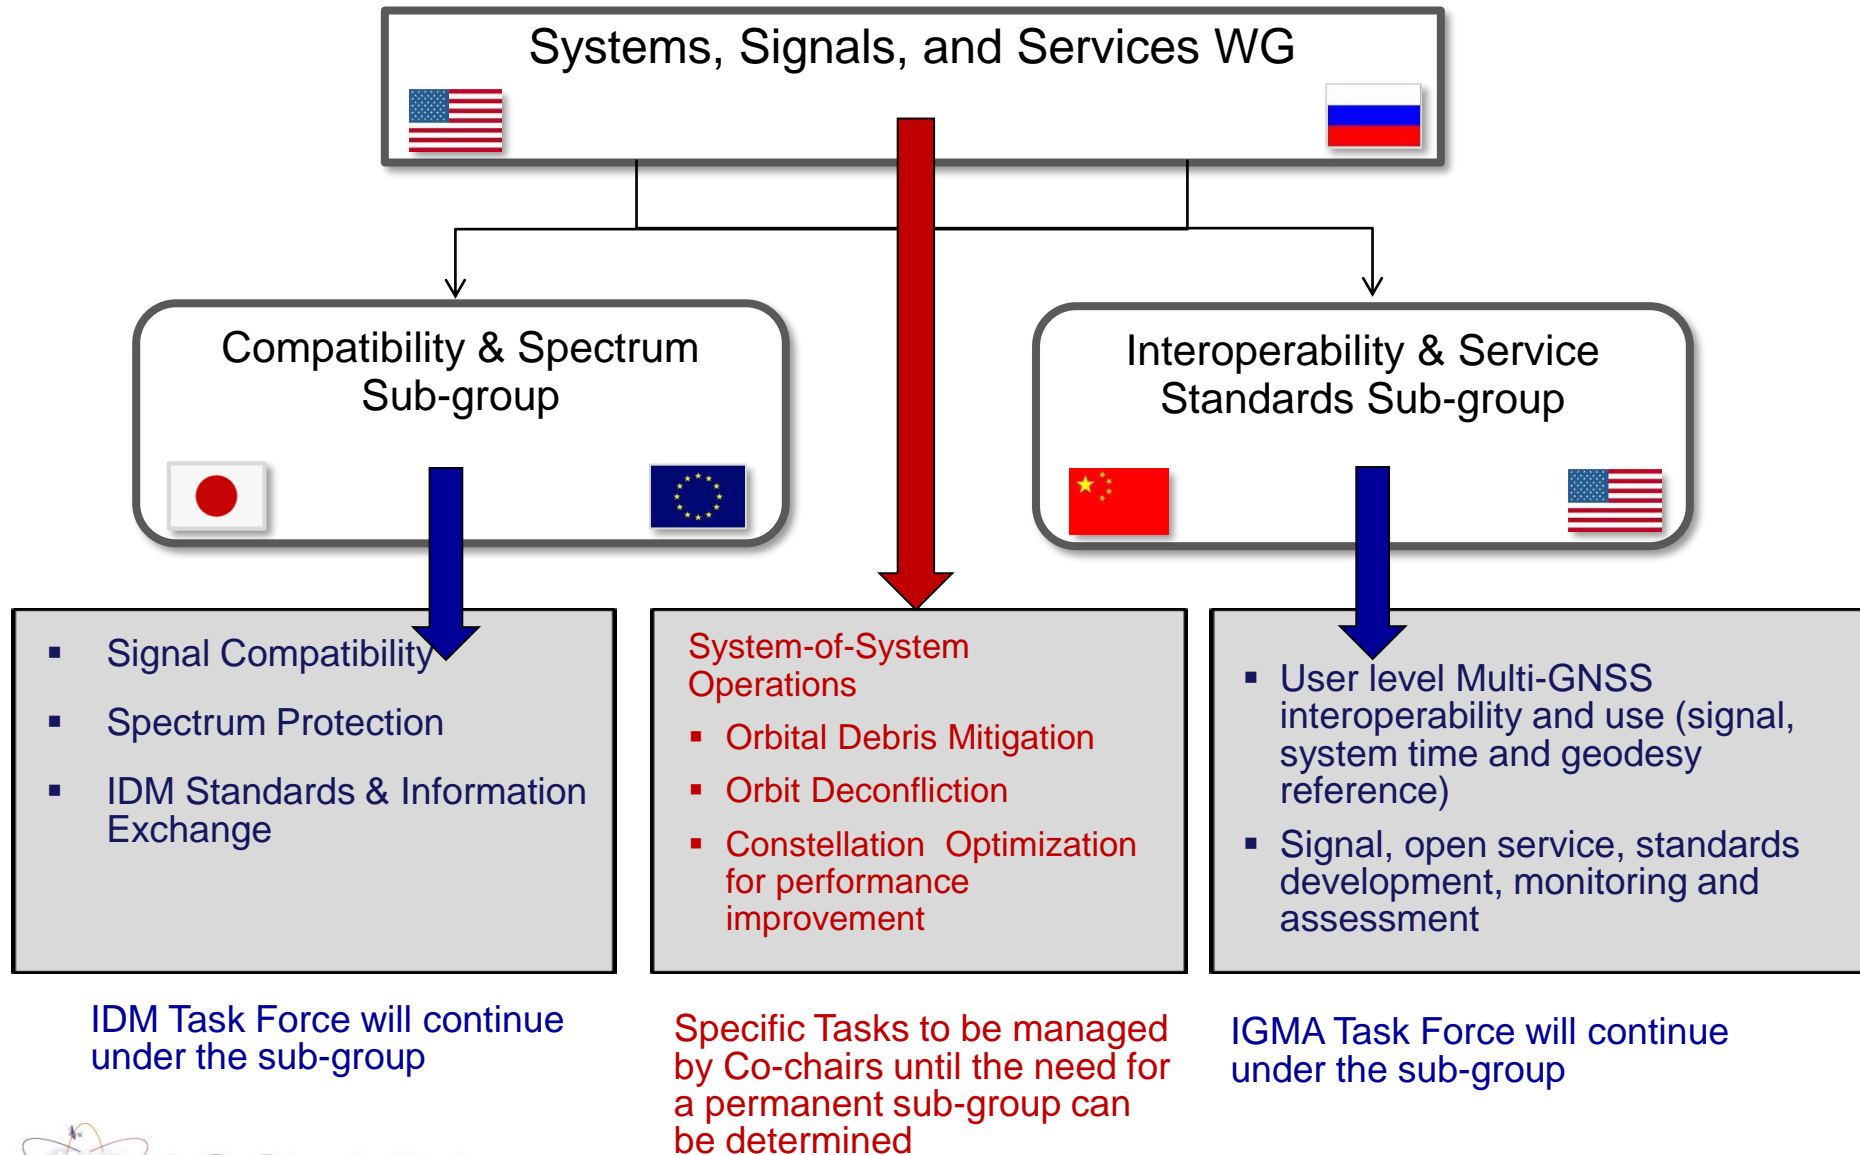 Systems, Signals, and Services WG
Compatibility & Spectrum
Sub-group
Interoperability & Service
Standards Sub-group
▪ Signal Compatibility
▪ Spectrum Protection
▪ IDM Standards & Information
Exchange
System-of-System
Operations
▪ Orbital Debris Mitigation
▪ Orbit Deconfliction
▪ Constellation Optimization
for performance
improvement
▪ User level Multi-GNSS
interoperability and use (signal,
system time and geodesy
reference)
▪ Signal, open service, standards
development, monitoring and
assessment
IDM Task Force will continue
under the sub-group
Specific Tasks to be managed
by Co-chairs until the need for
a permanent sub-group can
be determined
IGMA Task Force will continue
under the sub-group